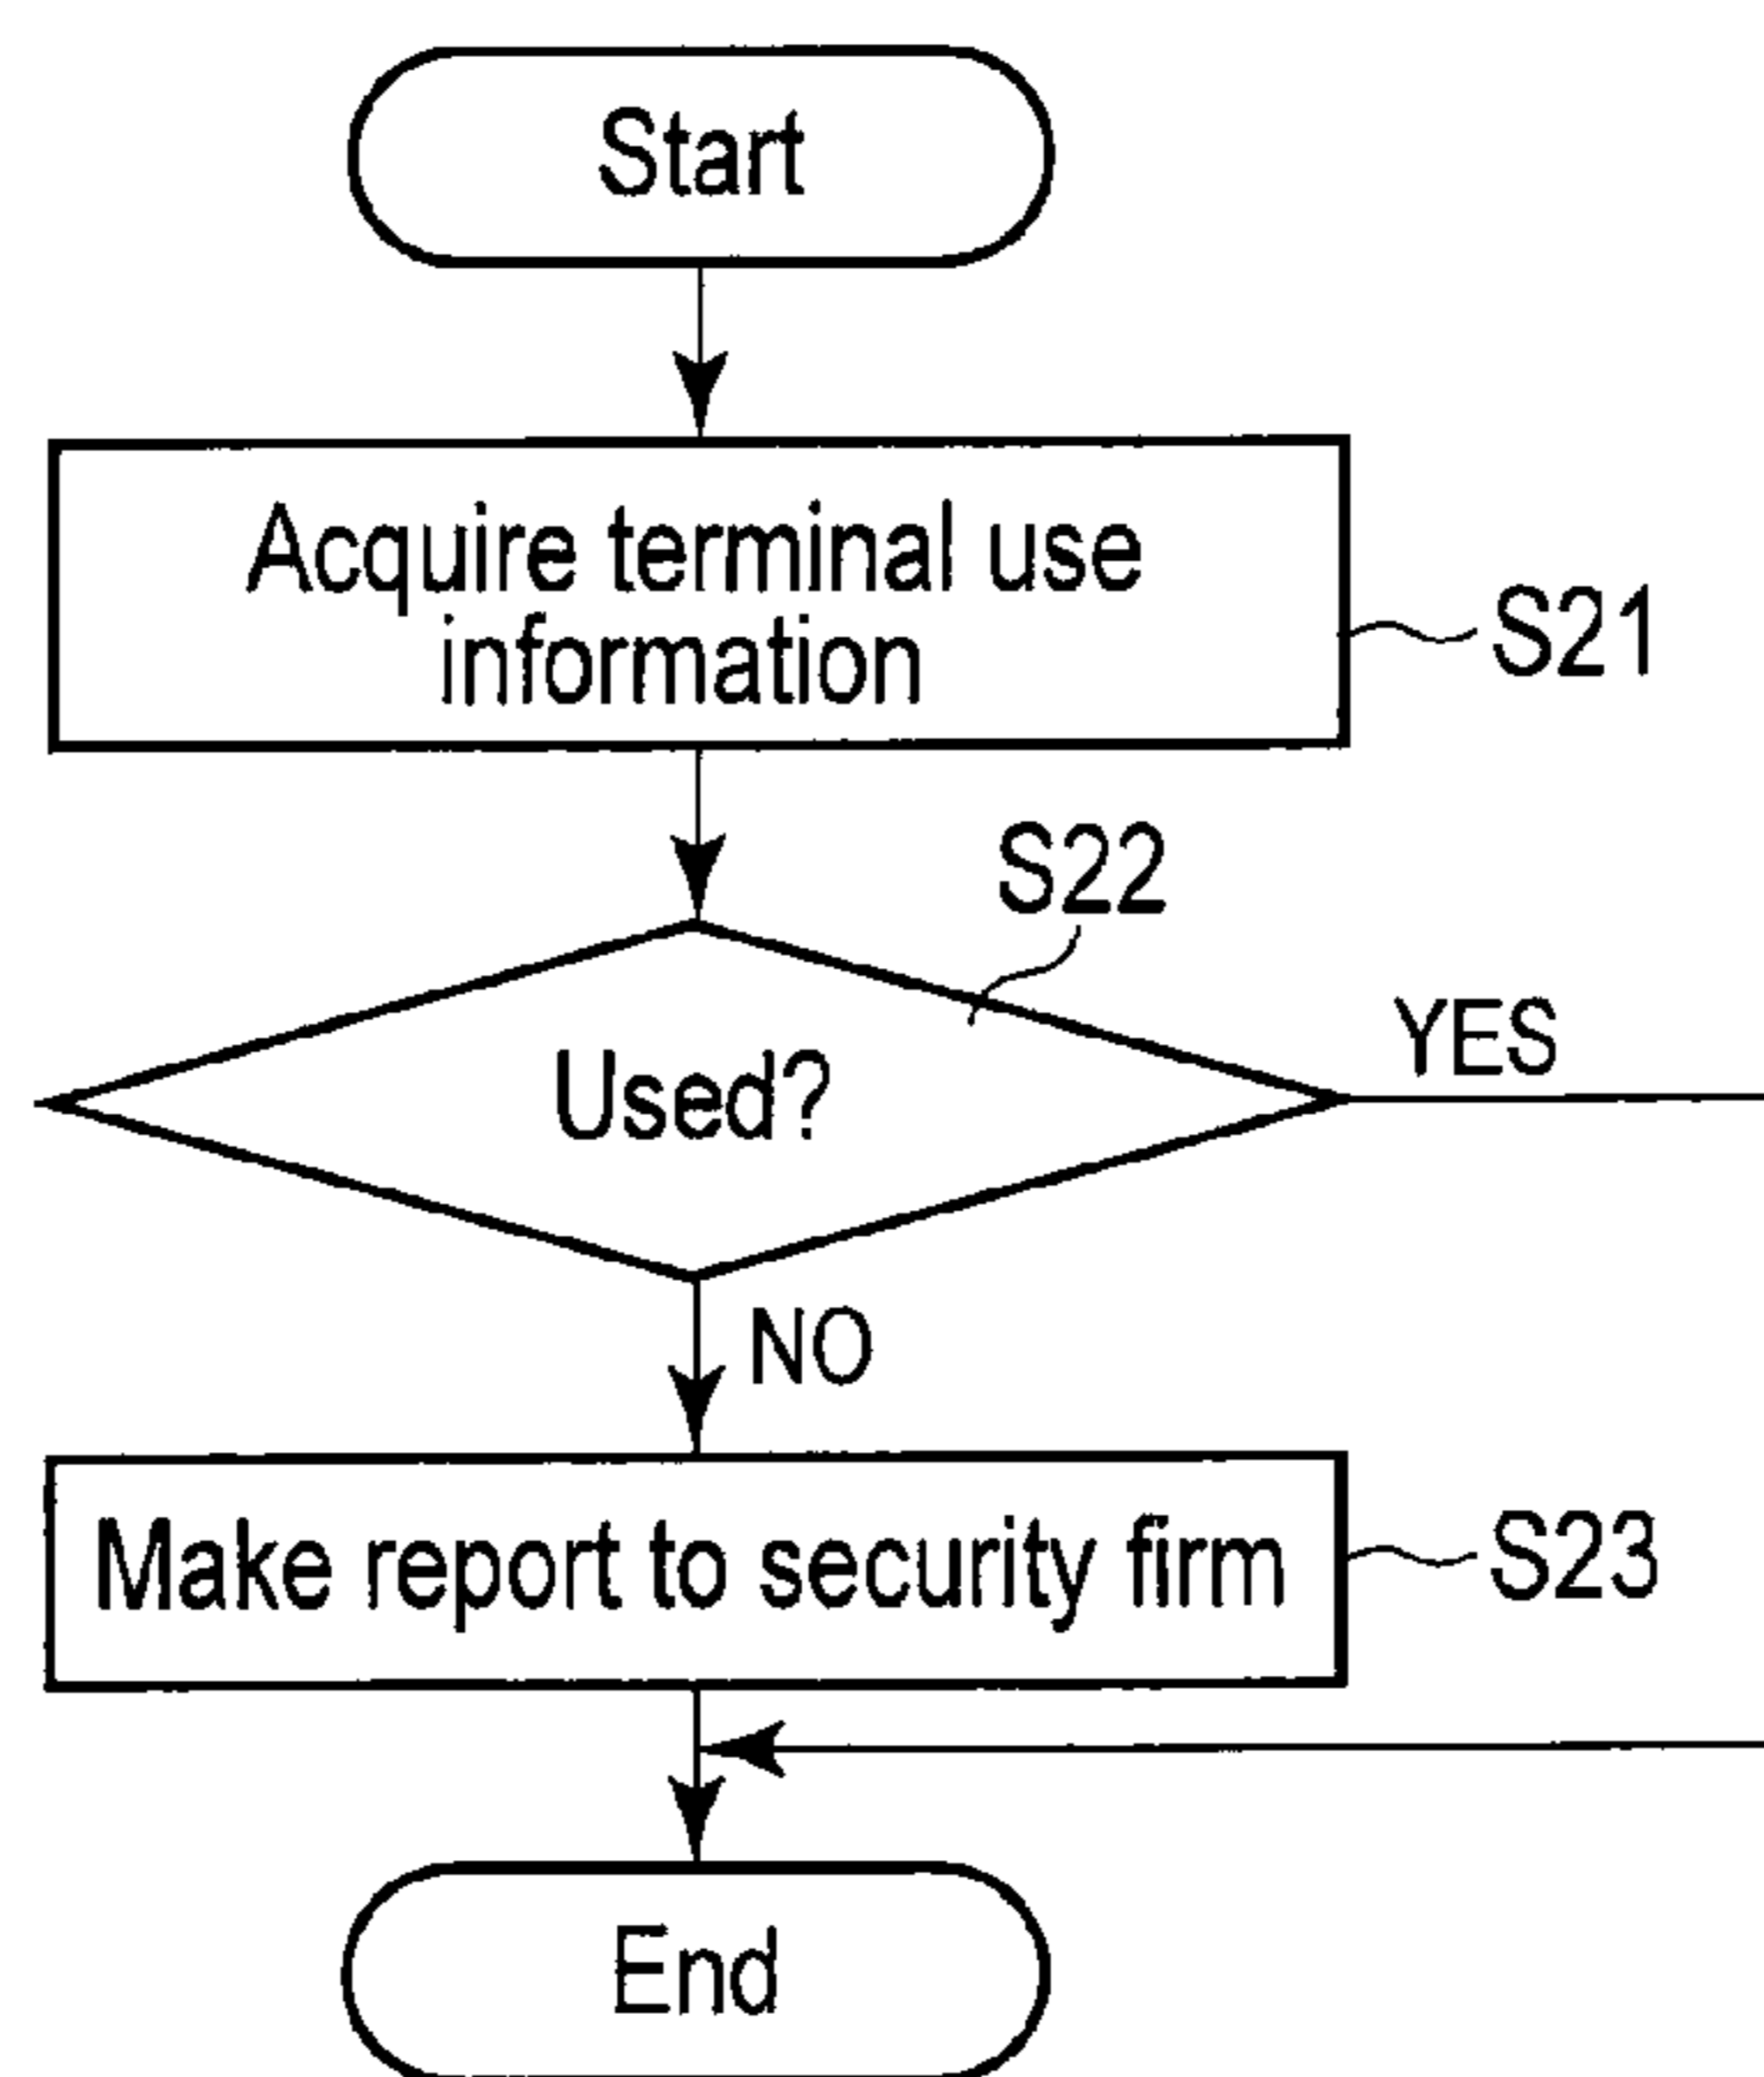 Start
Acquire terminal use
information
S21
S22
Used?
YES
NO
Make report to security firm
S23
End